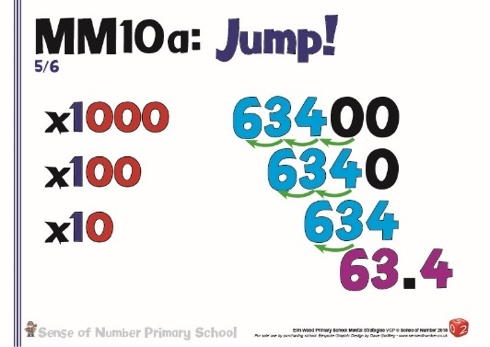 MM10a: Jump!
5/6
x1000 63400
x100 6340
x10 634
63.4
Sense of Number Primary School